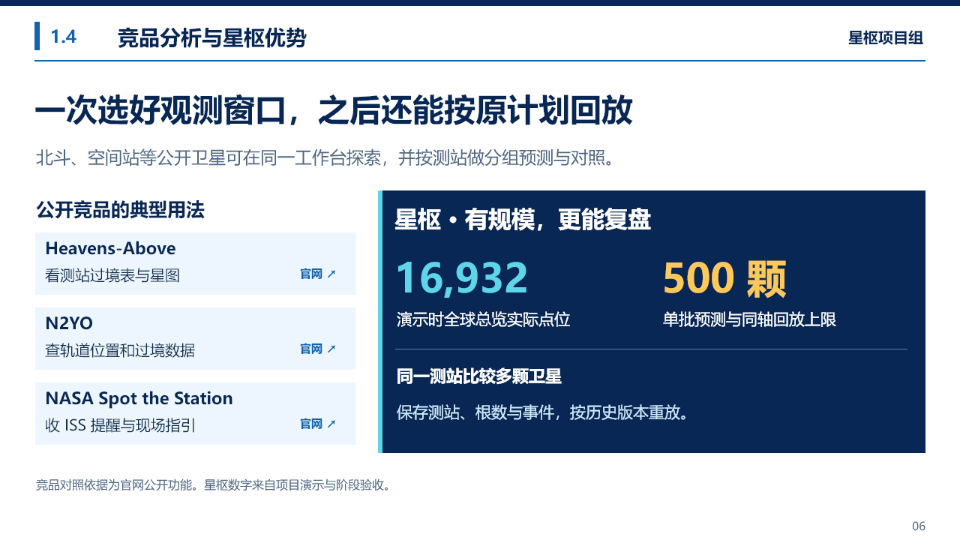 1.4
竞品分析与星枢优势
星枢项目组
一次选好观测窗口，之后还能按原计划回放
北斗、空间站等公开卫星可在同一工作台探索，并按测站做分组预测与对照。
公开竞品的典型用法
Heavens-Above
看测站过境表与星图
官网 ↗
N2YO
查轨道位置和过境数据
官网 ↗
NASA Spot the Station
收 ISS 提醒与现场指引
官网 ↗
星枢・有规模，更能复盘
16,932
演示时全球总览实际点位
500 颗
单批预测与同轴回放上限
同一测站比较多颗卫星
保存测站、根数与事件，按历史版本重放。
竞品对照依据为官网公开功能。星枢数字来自项目演示与阶段验收。
06